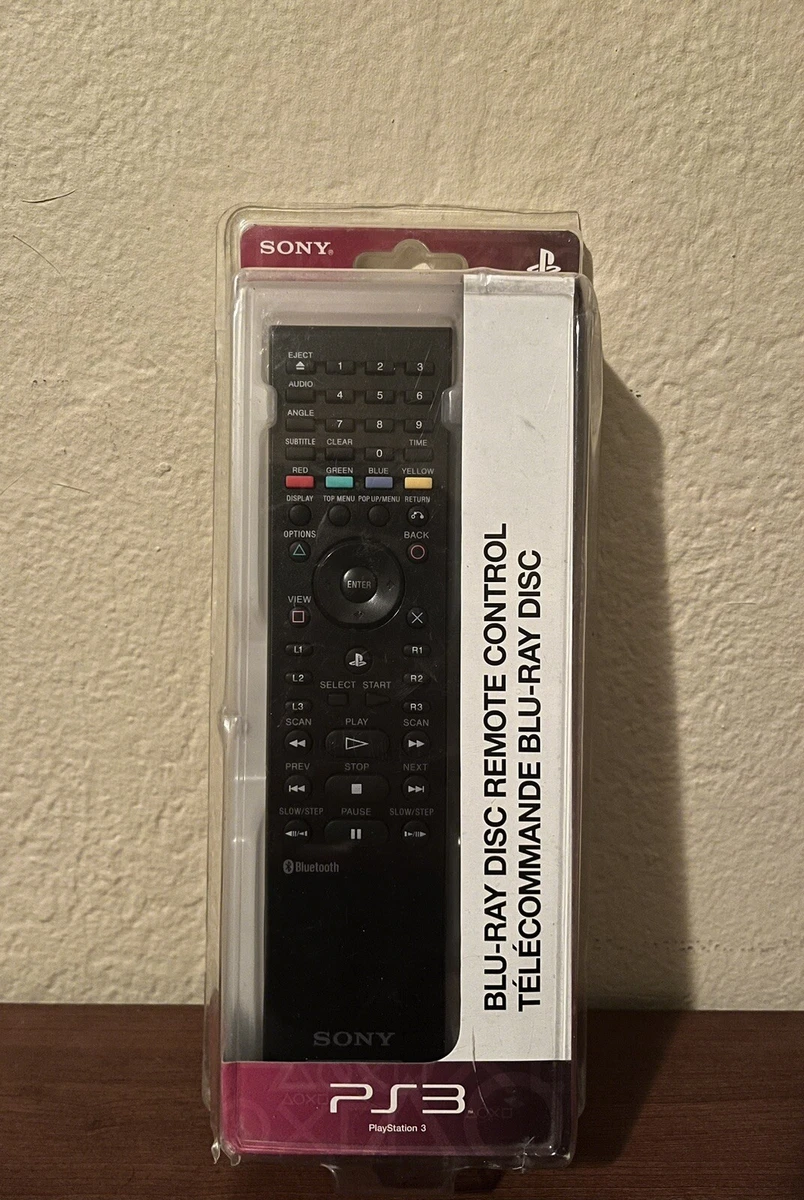 SONY®
EJECT
1 2 3
AUDIO
4 5 6
ANGLE
7 8 9
SUBTITLE CLEAR TIME
0
RED GREEN BLUE YELLOW
DISPLAY TOP MENU POP UP/MENU RETURN
OPTIONS BACK
ENTER
VIEW
L1 R1
L2 R2
SELECT START
L3 R3
SCAN PLAY SCAN
PREV STOP NEXT
SLOW/STEP PAUSE SLOW/STEP
Bluetooth
SONY
BLU-RAY DISC REMOTE CONTROL
TÉLÉCOMMANDE BLU-RAY DISC
PS3™
PlayStation 3